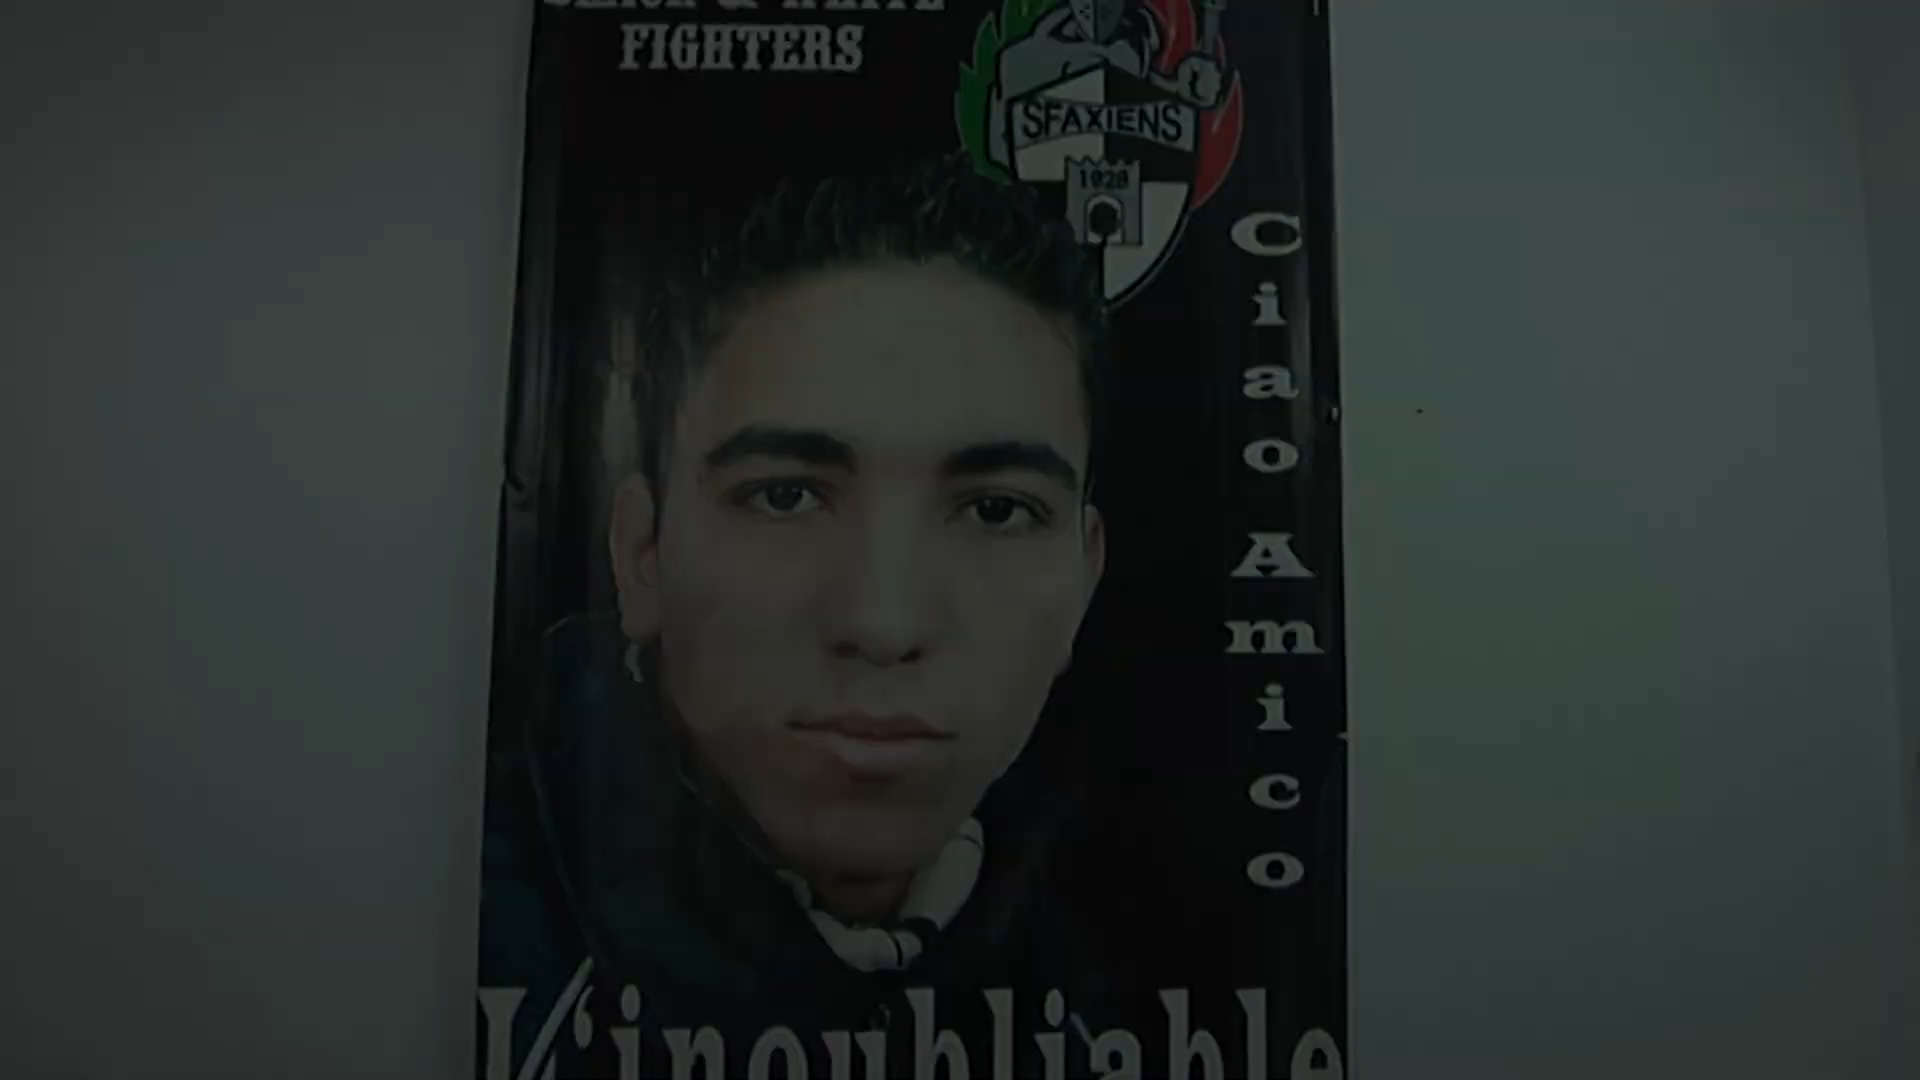 FIGHTERS
SFAXIENS
1928
Ciao Amico
L'inoubliable